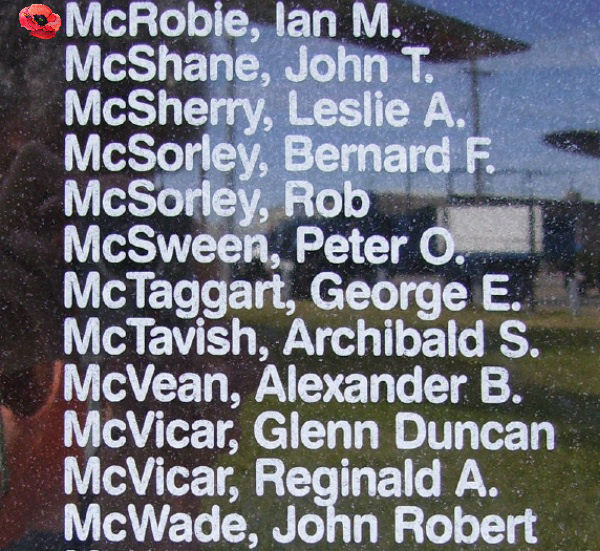 McRobie, Ian M.
McShane, John T.
McSherry, Leslie A.
McSorley, Bernard F.
McSorley, Rob
McSween, Peter O.
McTaggart, George E.
McTavish, Archibald S.
McVean, Alexander B.
McVicar, Glenn Duncan
McVicar, Reginald A.
McWade, John Robert